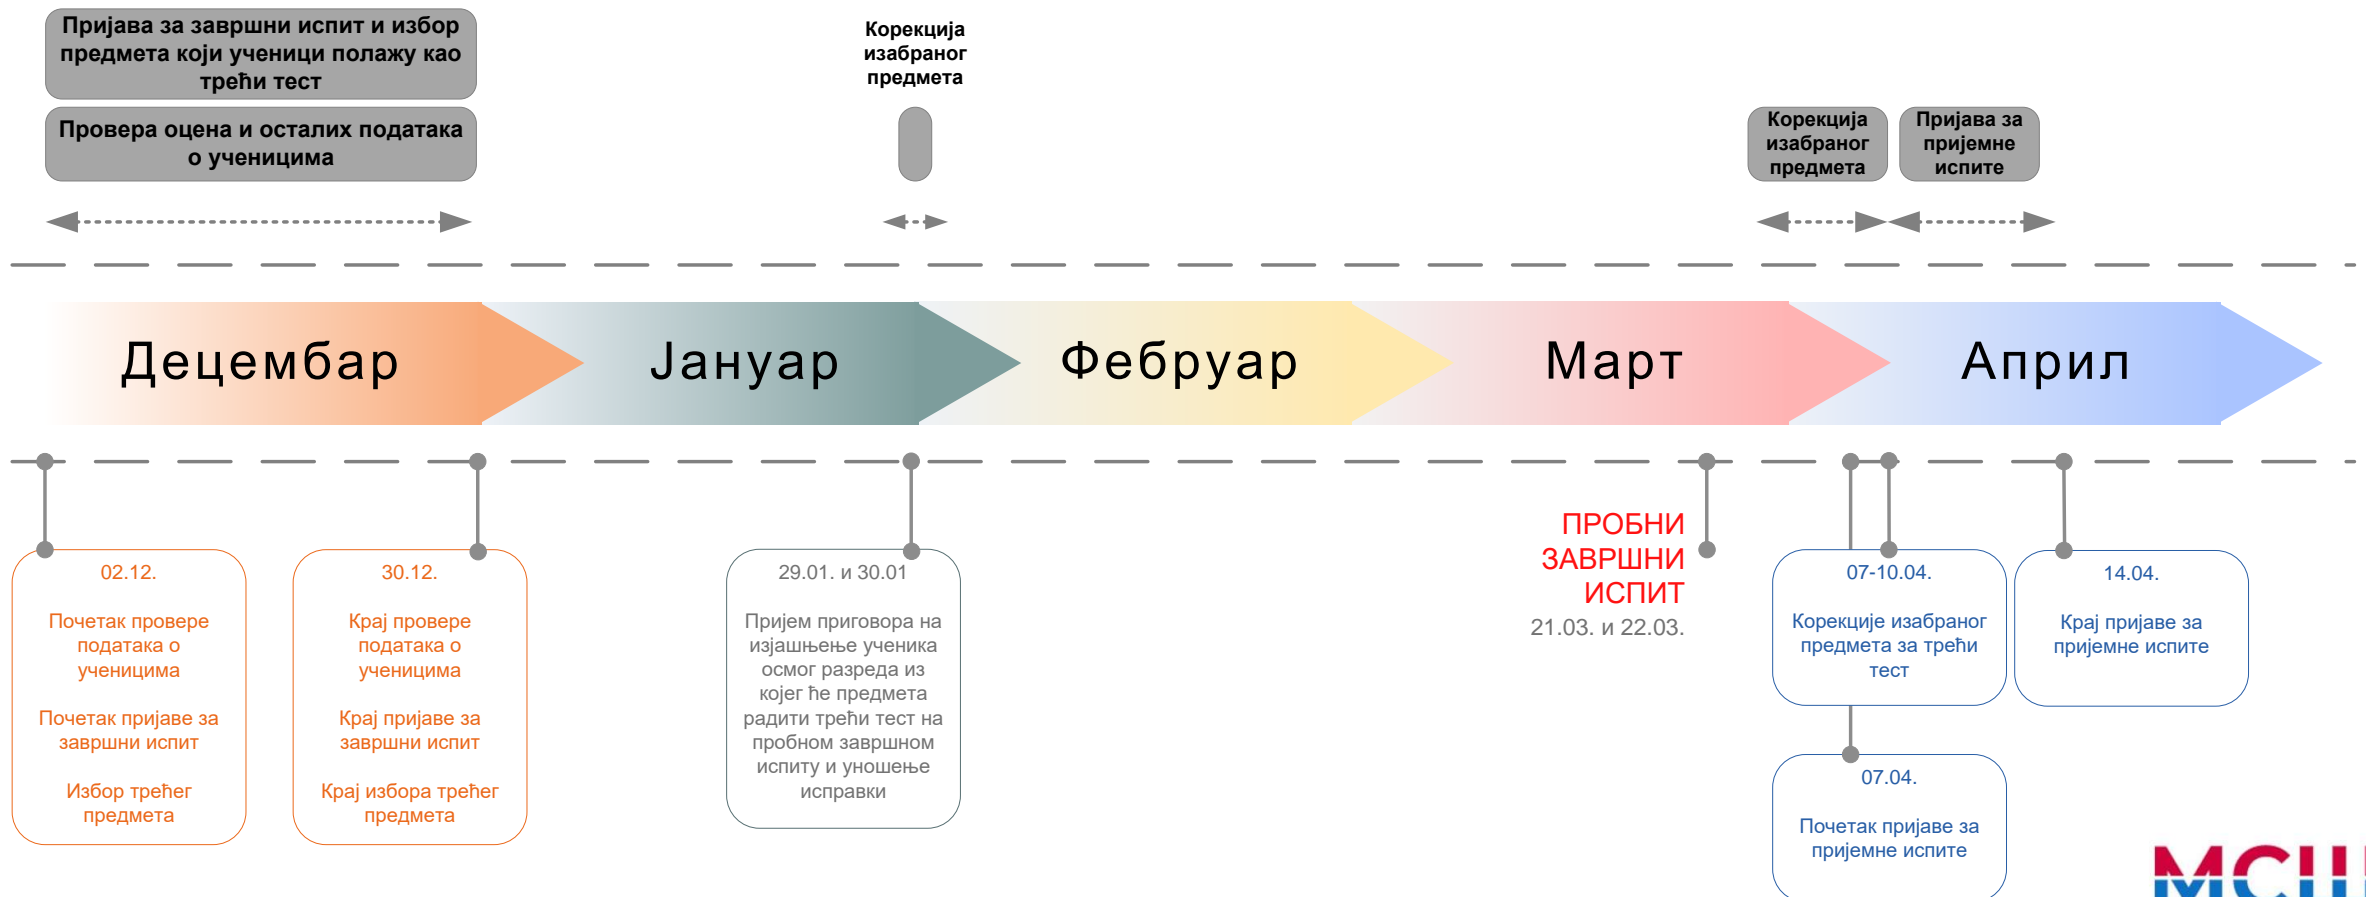 Пријава за завршни испит и избор
предмета који ученици полажу као
трећи тест
Провера оцена и осталих података
о ученицима
Корекција
изабраног
предмета
Корекција
изабраног
предмета
Пријава за
пријемне
испите
Децембар
Јануар
Фебруар
Март
Април
02.12.
Почетак провере
података о
ученицима
Почетак пријаве за
завршни испит
Избор трећег
предмета
30.12.
Крај провере
података о
ученицима
Крај пријаве за
завршни испит
Крај избора трећег
предмета
29.01. и 30.01
Пријем приговора на
изјашњење ученика
осмог разреда из
којег ће предмета
радити трећи тест на
пробном завршном
испиту и уношење
исправки
ПРОБНИ
ЗАВРШНИ
ИСПИТ
21.03. и 22.03.
07-10.04.
Корекције изабраног
предмета за трећи
тест
14.04.
Крај пријаве за
пријемне испите
07.04.
Почетак пријаве за
пријемне испите